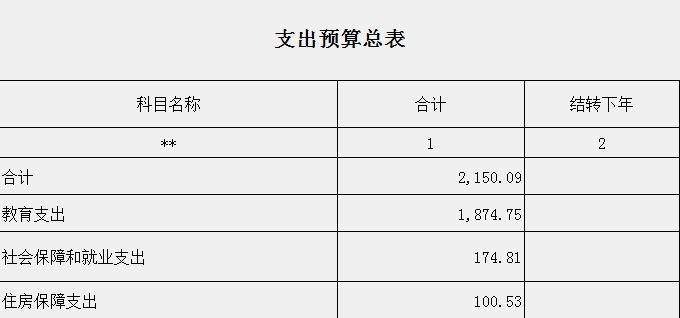 支出预算总表
科目名称 合计 结转下年
** 1 2
合计 2,150.09
教育支出 1,874.75
社会保障和就业支出 174.81
住房保障支出 100.53